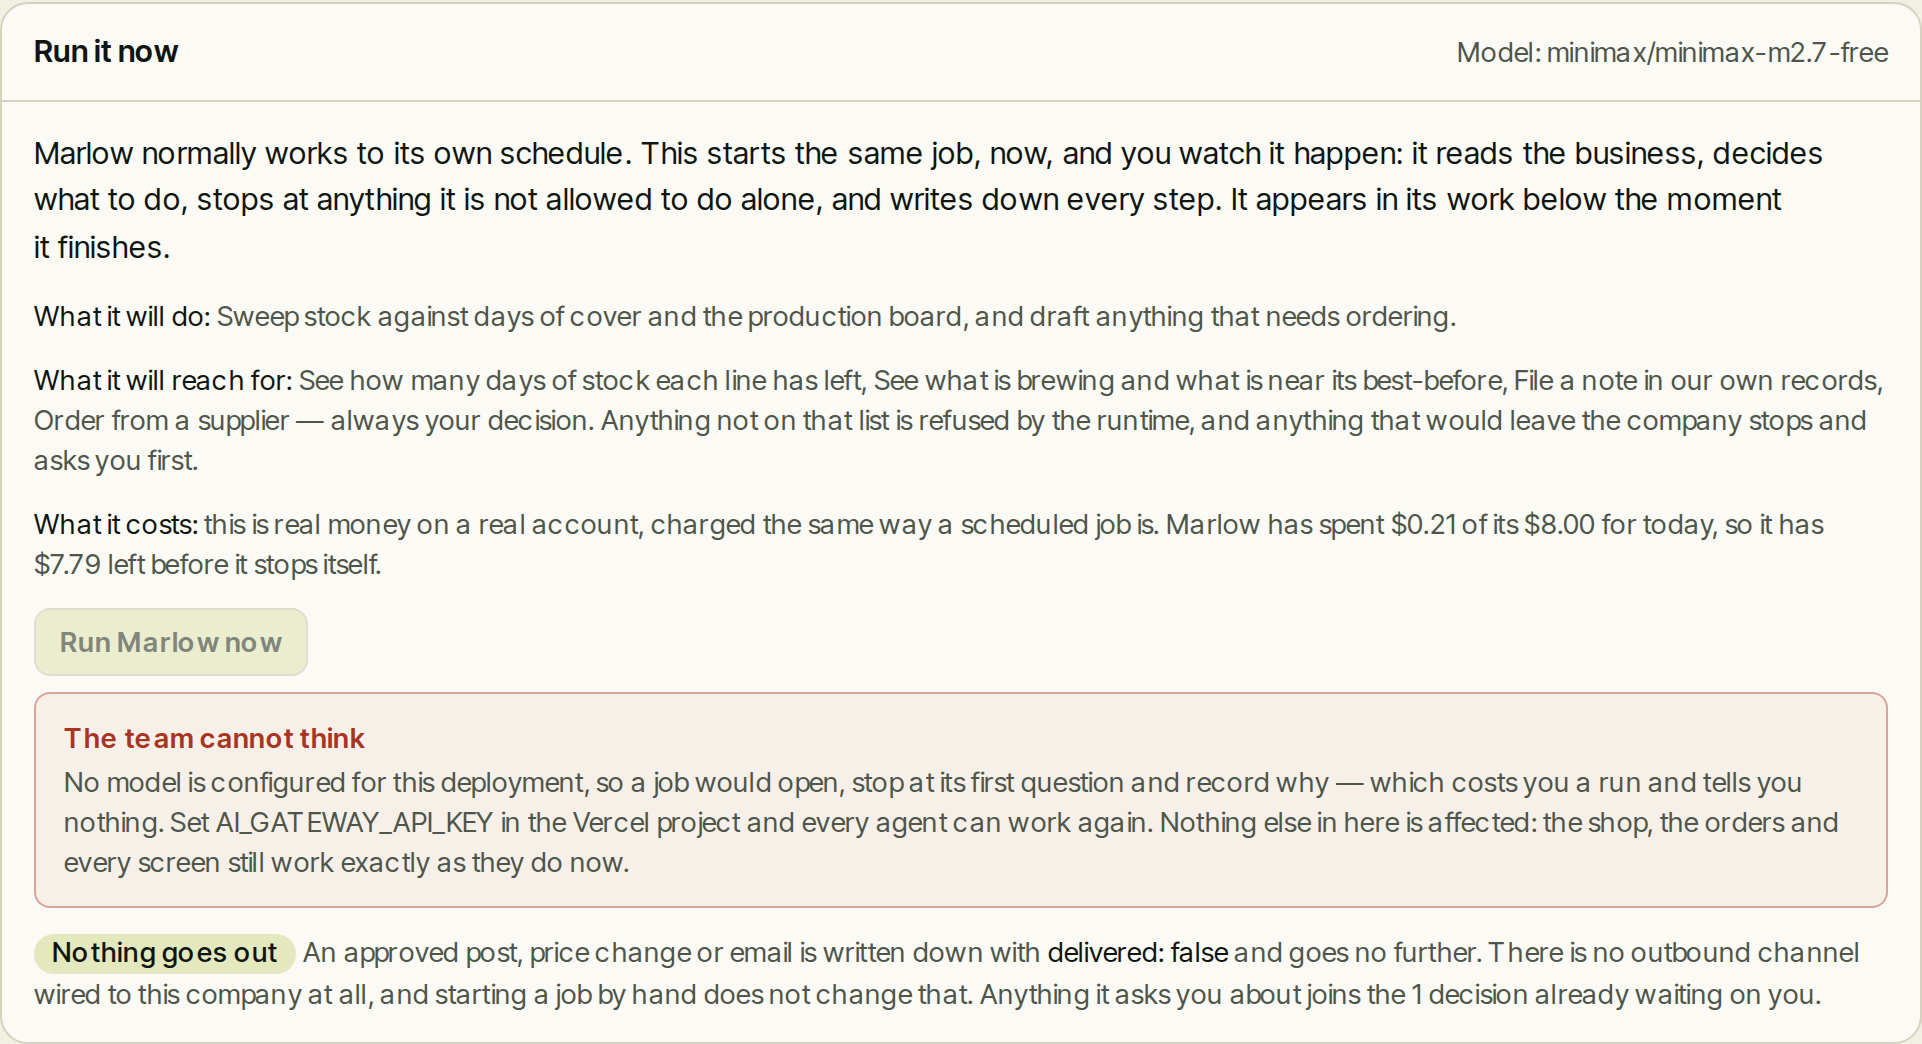 Run it now
Model: minimax/minimax-m2.7-free
Marlow normally works to its own schedule. This starts the same job, now, and you watch it happen: it reads the business, decides
what to do, stops at anything it is not allowed to do alone, and writes down every step. It appears in its work below the moment
it finishes.
What it will do: Sweep stock against days of cover and the production board, and draft anything that needs ordering.
What it will reach for: See how many days of stock each line has left, See what is brewing and what is near its best-before, File a note in our own records,
Order from a supplier — always your decision. Anything not on that list is refused by the runtime, and anything that would leave the company stops and
asks you first.
What it costs: this is real money on a real account, charged the same way a scheduled job is. Marlow has spent $0.21 of its $8.00 for today, so it has
$7.79 left before it stops itself.
Run Marlow now
The team cannot think
No model is configured for this deployment, so a job would open, stop at its first question and record why — which costs you a run and tells you
nothing. Set AI_GATEWAY_API_KEY in the Vercel project and every agent can work again. Nothing else in here is affected: the shop, the orders and
every screen still work exactly as they do now.
Nothing goes out An approved post, price change or email is written down with delivered: false and goes no further. There is no outbound channel
wired to this company at all, and starting a job by hand does not change that. Anything it asks you about joins the 1 decision already waiting on you.